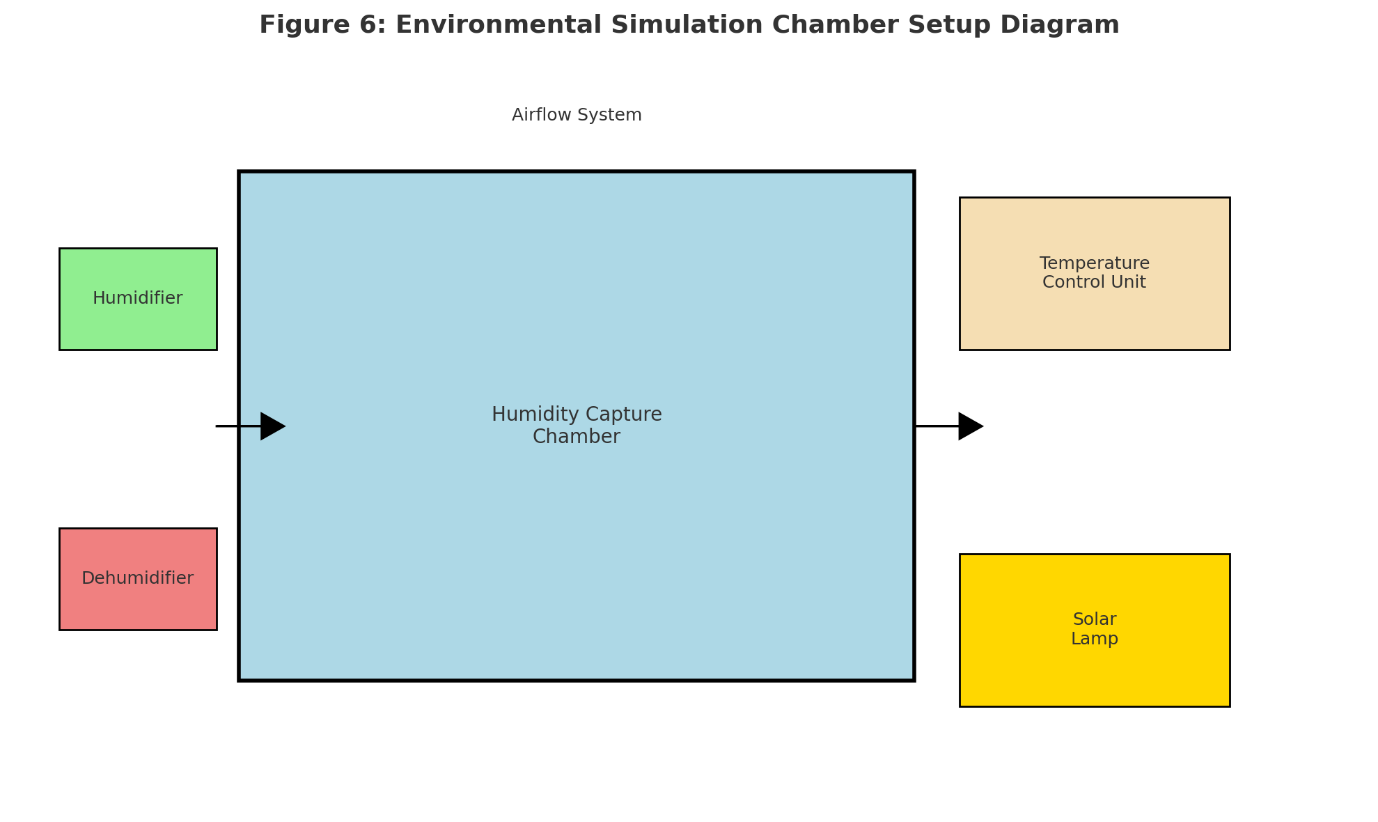 Figure 6: Environmental Simulation Chamber Setup Diagram
Airflow System
Humidifier
Temperature
Control Unit
Humidity Capture
Chamber
Dehumidifier
Solar
Lamp